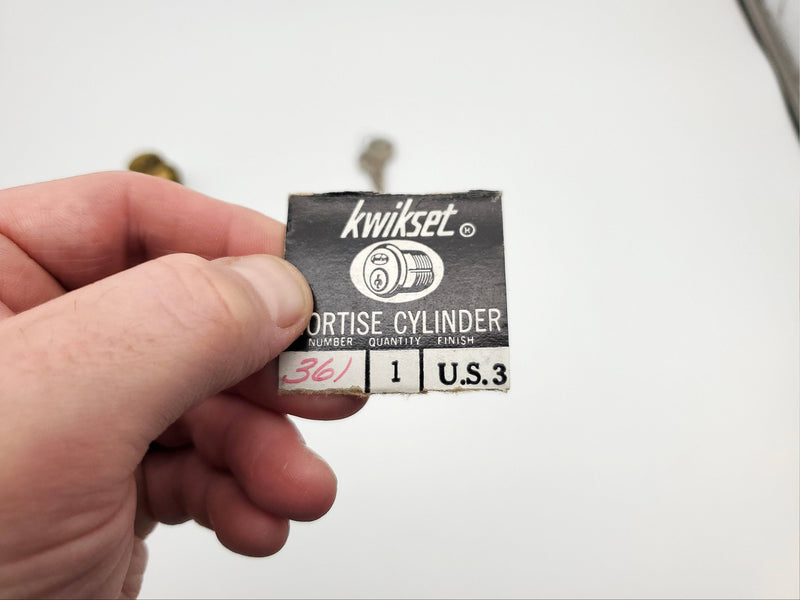 kwikset ®
ORTISE CYLINDER
NUMBER QUANTITY FINISH
361 1 U.S. 3